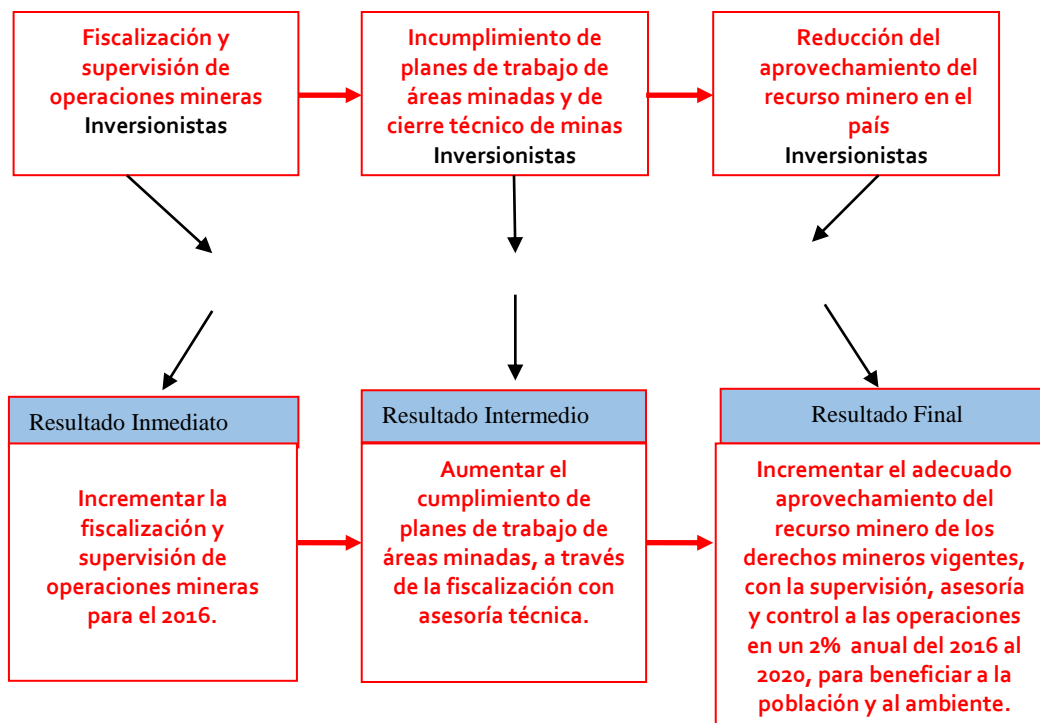 Fiscalización y
supervisión de
operaciones mineras
Inversionistas
Incumplimiento de
planes de trabajo de
áreas minadas y de
cierre técnico de minas
Inversionistas
Reducción del
aprovechamiento del
recurso minero en el
país
Inversionistas
Resultado Inmediato
Incrementar la
fiscalización y
supervisión de
operaciones mineras
para el 2016.
Resultado Intermedio
Aumentar el
cumplimiento de
planes de trabajo de
áreas minadas, a través
de la fiscalización con
asesoría técnica.
Resultado Final
Incrementar el adecuado
aprovechamiento del
recurso minero de los
derechos mineros vigentes,
con la supervisión, asesoría
y control a las operaciones
en un 2% anual del 2016 al
2020, para beneficiar a la
población y al ambiente.